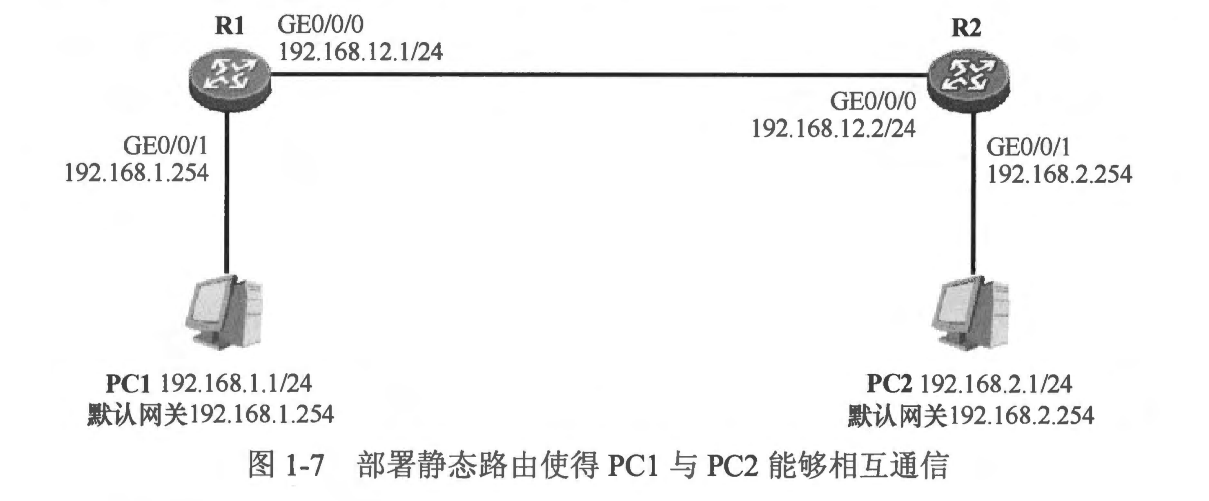 R1
GE0/0/0
192.168.12.1/24
R2
GE0/0/0
192.168.12.2/24
GE0/0/1
192.168.1.254
GE0/0/1
192.168.2.254
PC1 192.168.1.1/24
默认网关192.168.1.254
PC2 192.168.2.1/24
默认网关192.168.2.254
图 1-7 部署静态路由使得 PC1 与 PC2 能够相互通信